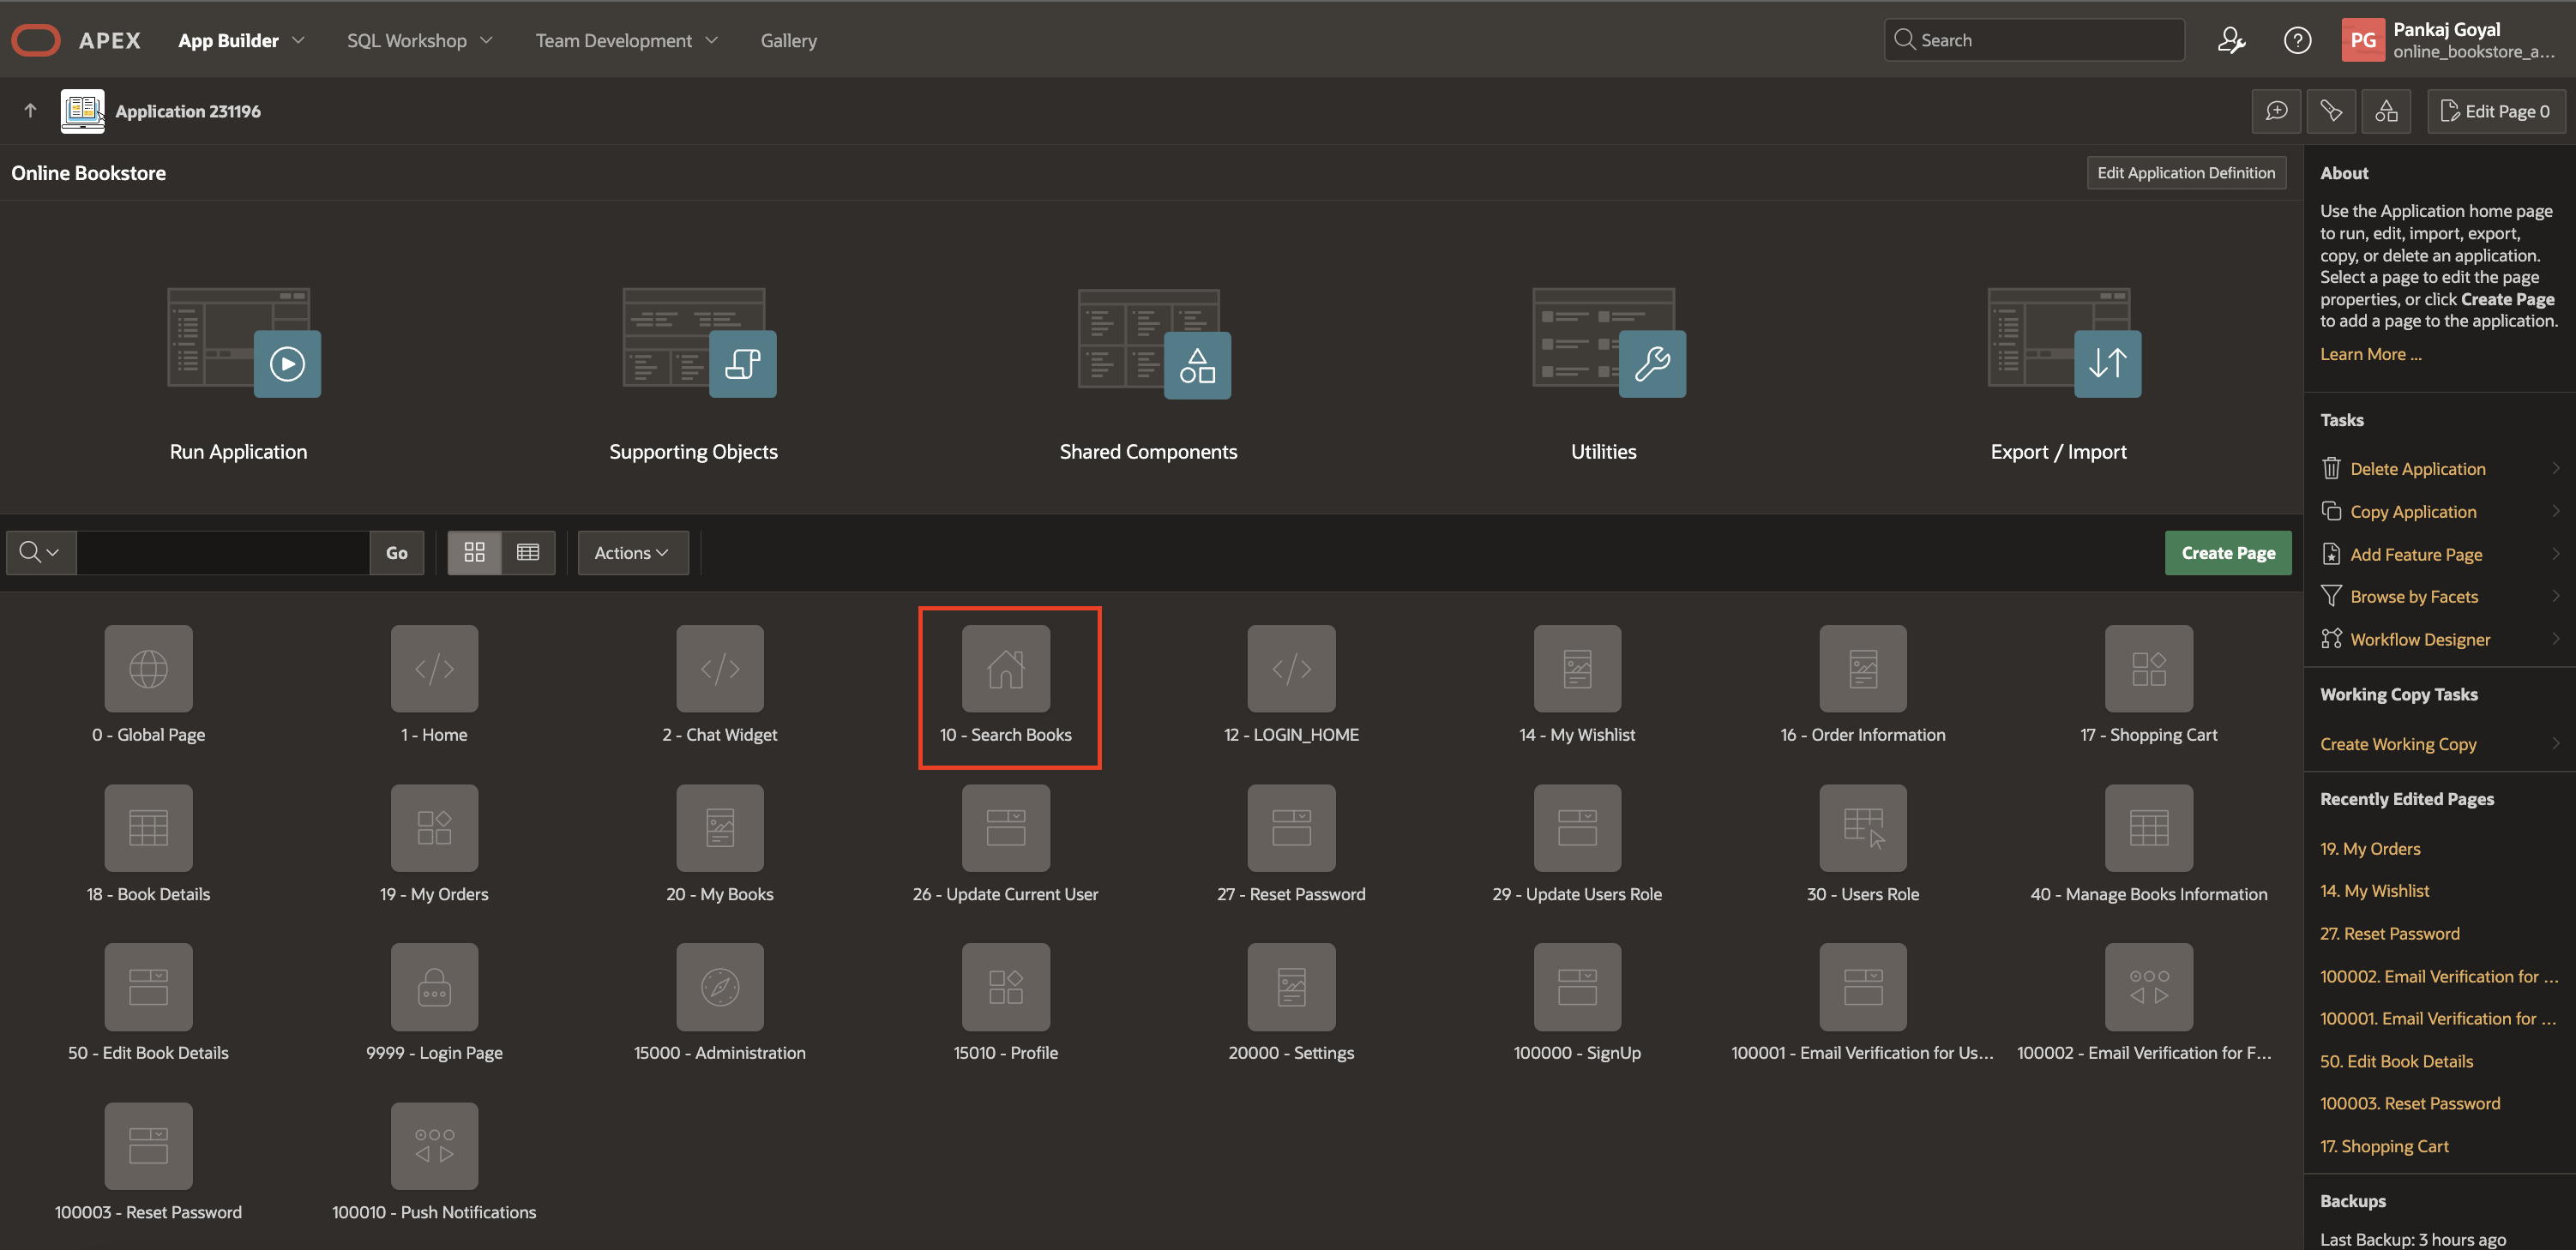 APEX App Builder SQL Workshop Team Development Gallery Search PG Pankaj Goyal
online_bookstore_a...
Application 231196 Edit Page 0
Online Bookstore Edit Application Definition
Run Application Supporting Objects Shared Components Utilities Export / Import
Go Actions Create Page
0 - Global Page 1 - Home 2 - Chat Widget 10 - Search Books 12 - LOGIN_HOME 14 - My Wishlist 16 - Order Information 17 - Shopping Cart
18 - Book Details 19 - My Orders 20 - My Books 26 - Update Current User 27 - Reset Password 29 - Update Users Role 30 - Users Role 40 - Manage Books Information
50 - Edit Book Details 9999 - Login Page 15000 - Administration 15010 - Profile 20000 - Settings 100000 - SignUp 100001 - Email Verification for Us... 100002 - Email Verification for F...
100003 - Reset Password 100010 - Push Notifications
About
Use the Application home page
to run, edit, import, export,
copy, or delete an application.
Select a page to edit the page
properties, or click Create Page
to add a page to the application.
Learn More ...
Tasks
Delete Application
Copy Application
Add Feature Page
Browse by Facets
Workflow Designer
Working Copy Tasks
Create Working Copy
Recently Edited Pages
19. My Orders
14. My Wishlist
27. Reset Password
100002. Email Verification for ...
100001. Email Verification for ...
50. Edit Book Details
100003. Reset Password
17. Shopping Cart
Backups
Last Backup: 3 hours ago